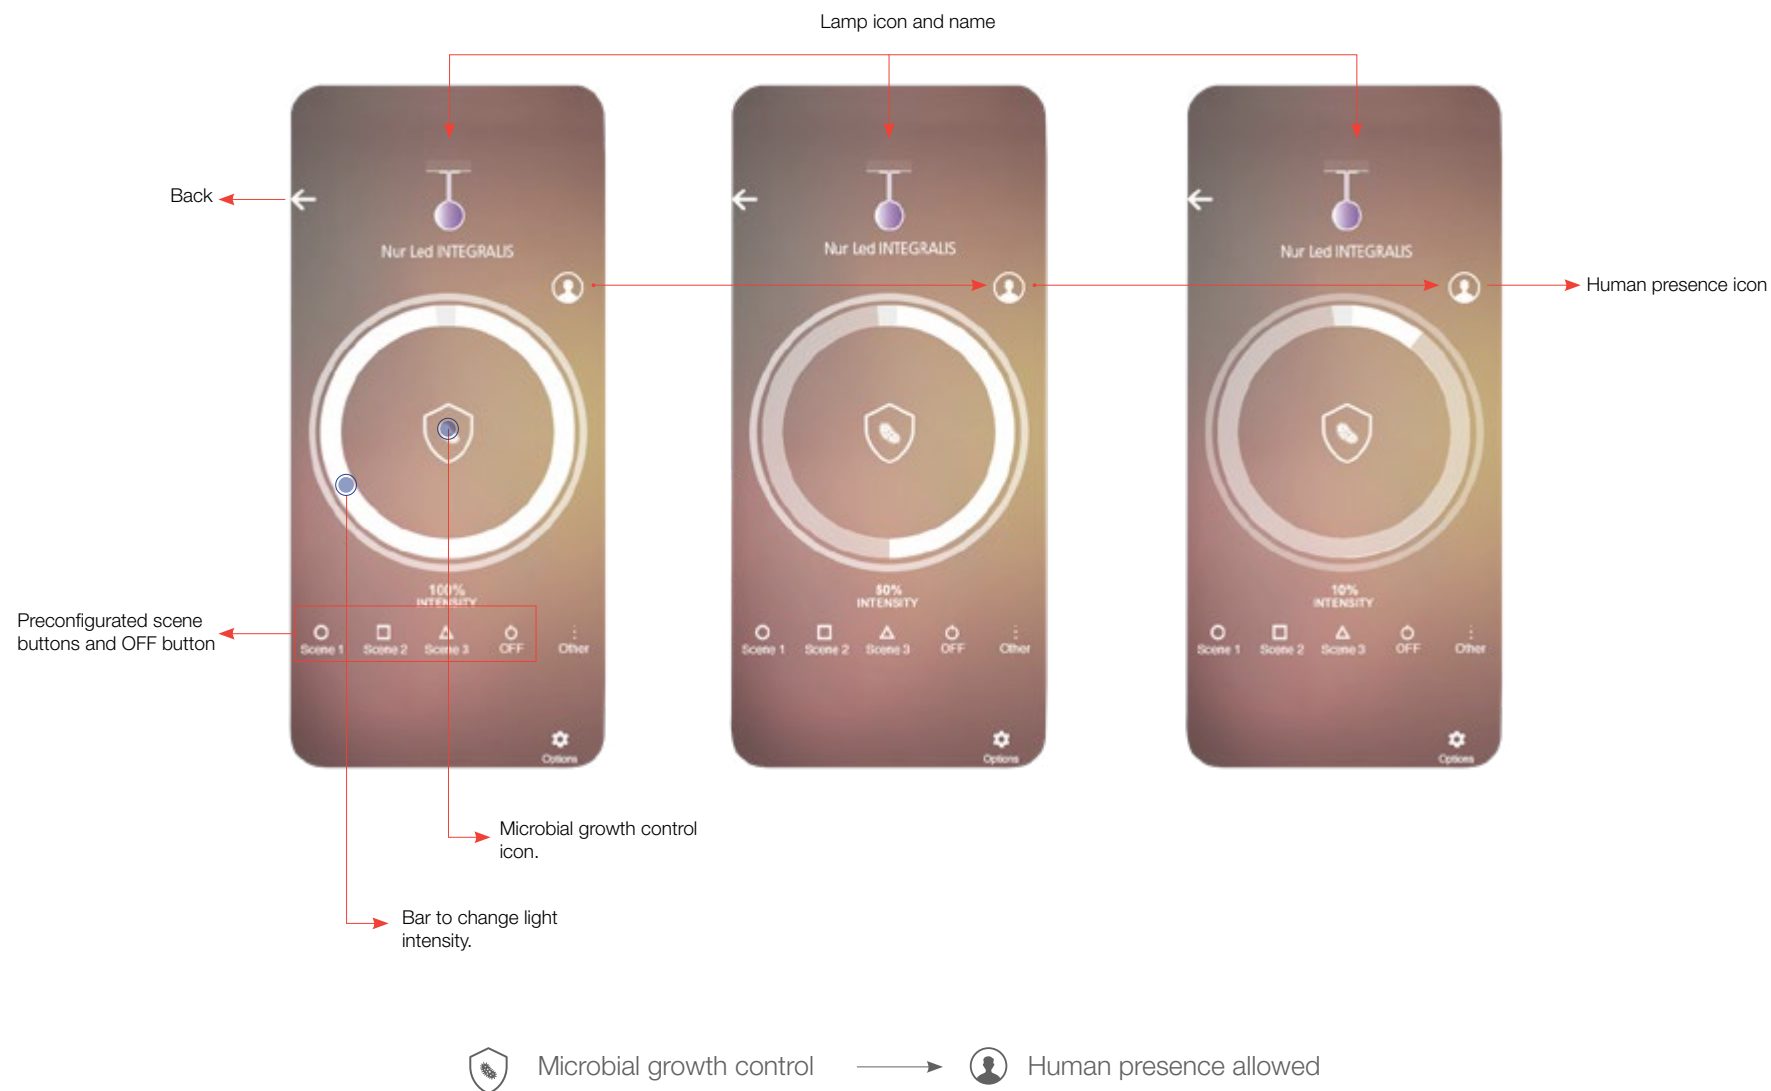 Lamp icon and name
Back
Nur Led INTEGRALIS
Nur Led INTEGRALIS
Nur Led INTEGRALIS
Human presence icon
100%
INTENSITY
50%
INTENSITY
10%
INTENSITY
Preconfigurated scene
buttons and OFF button
Scene 1 Scene 2 Scene 3 OFF Other
Scene 1 Scene 2 Scene 3 OFF Other
Scene 1 Scene 2 Scene 3 OFF Other
Options
Options
Options
Microbial growth control
icon.
Bar to change light
intensity.
Microbial growth control
Human presence allowed